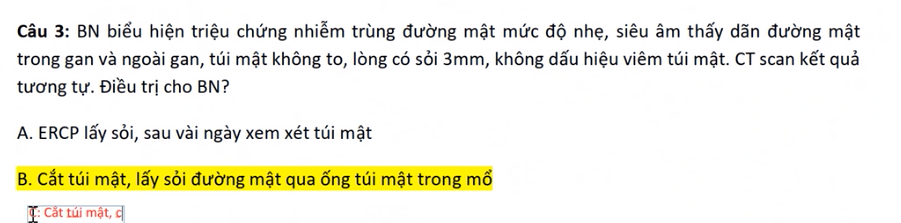 Câu 3: BN biểu hiện triệu chứng nhiễm trùng đường mật mức độ nhẹ, siêu âm thấy dãn đường mật
trong gan và ngoài gan, túi mật không to, lòng có sỏi 3mm, không dấu hiệu viêm túi mật. CT scan kết quả
tương tự. Điều trị cho BN?
A. ERCP lấy sỏi, sau vài ngày xem xét túi mật
B. Cắt túi mật, lấy sỏi đường mật qua ống túi mật trong mổ
C: Cắt túi mật, c